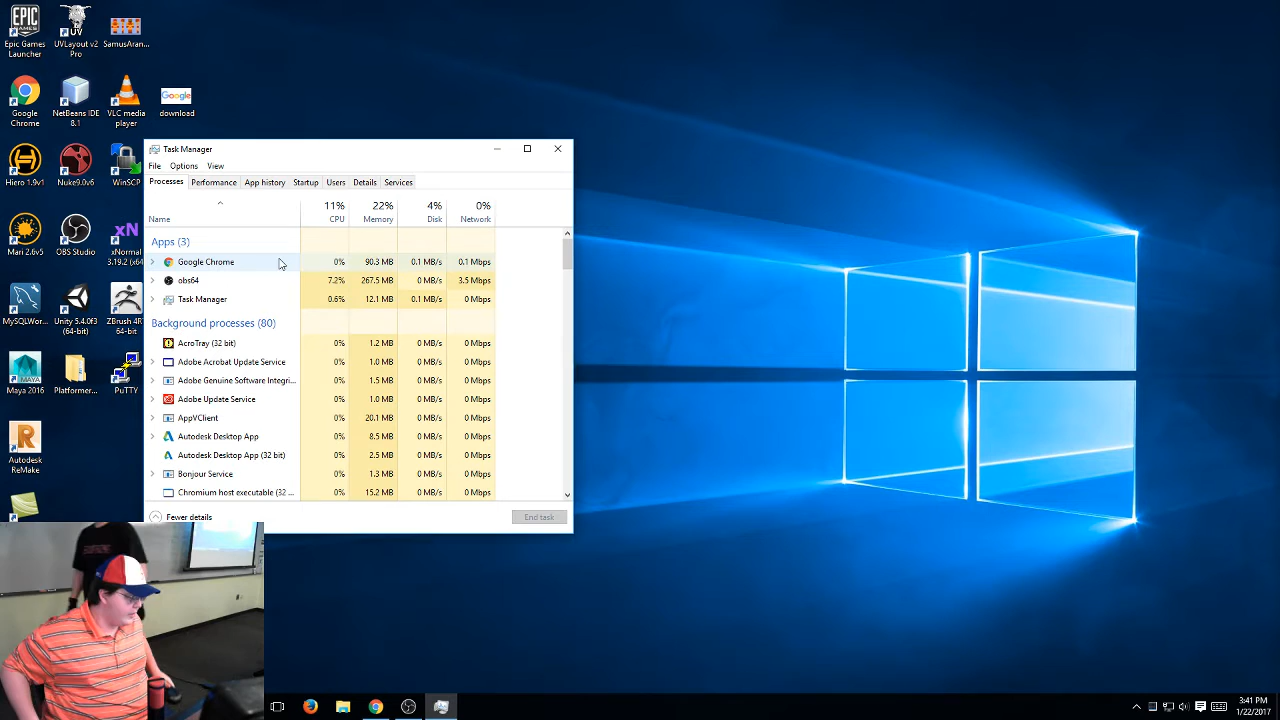 Epic Games Launcher
UVLayout v2 Pro
SamusAran...
Google Chrome
NetBeans IDE 8.1
VLC media player
Google
download
Hiero 1.9v1
Nuke9.0v6
WinSCP
Mari 2.6v5
OBS Studio
xN
xNormal 3.19.2 (x64
MySQLWor...
Unity 5.4.0f3 (64-bit)
ZBrush 4R 64-bit
Maya 2016
Platformer...
PuTTY
Autodesk ReMake
Task Manager
File Options View
Processes Performance App history Startup Users Details Services
11% 22% 4% 0%
Name CPU Memory Disk Network
Apps (3)
Google Chrome 0% 90.3 MB 0.1 MB/s 0.1 Mbps
obs64 7.2% 267.5 MB 0 MB/s 3.5 Mbps
Task Manager 0.6% 12.1 MB 0.1 MB/s 0 Mbps
Background processes (80)
AcroTray (32 bit) 0% 1.2 MB 0 MB/s 0 Mbps
Adobe Acrobat Update Service 0% 1.0 MB 0 MB/s 0 Mbps
Adobe Genuine Software Integri... 0% 1.5 MB 0 MB/s 0 Mbps
Adobe Update Service 0% 1.0 MB 0 MB/s 0 Mbps
AppVClient 0% 20.1 MB 0 MB/s 0 Mbps
Autodesk Desktop App 0% 8.5 MB 0 MB/s 0 Mbps
Autodesk Desktop App (32 bit) 0% 2.5 MB 0 MB/s 0 Mbps
Bonjour Service 0% 1.3 MB 0 MB/s 0 Mbps
Chromium host executable (32 ... 0% 15.2 MB 0 MB/s 0 Mbps
Fewer details
End task
3:41 PM
1/22/2017